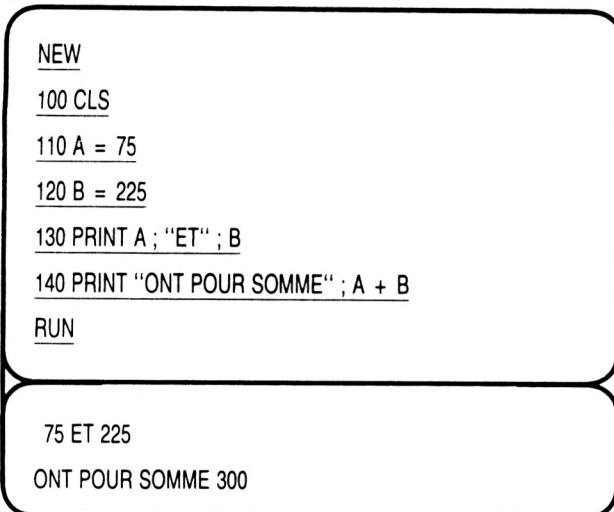 NEW
100 CLS
110 A = 75
120 B = 225
130 PRINT A ; “ET“ ; B
140 PRINT “ONT POUR SOMME“ ; A + B
RUN
75 ET 225
ONT POUR SOMME 300